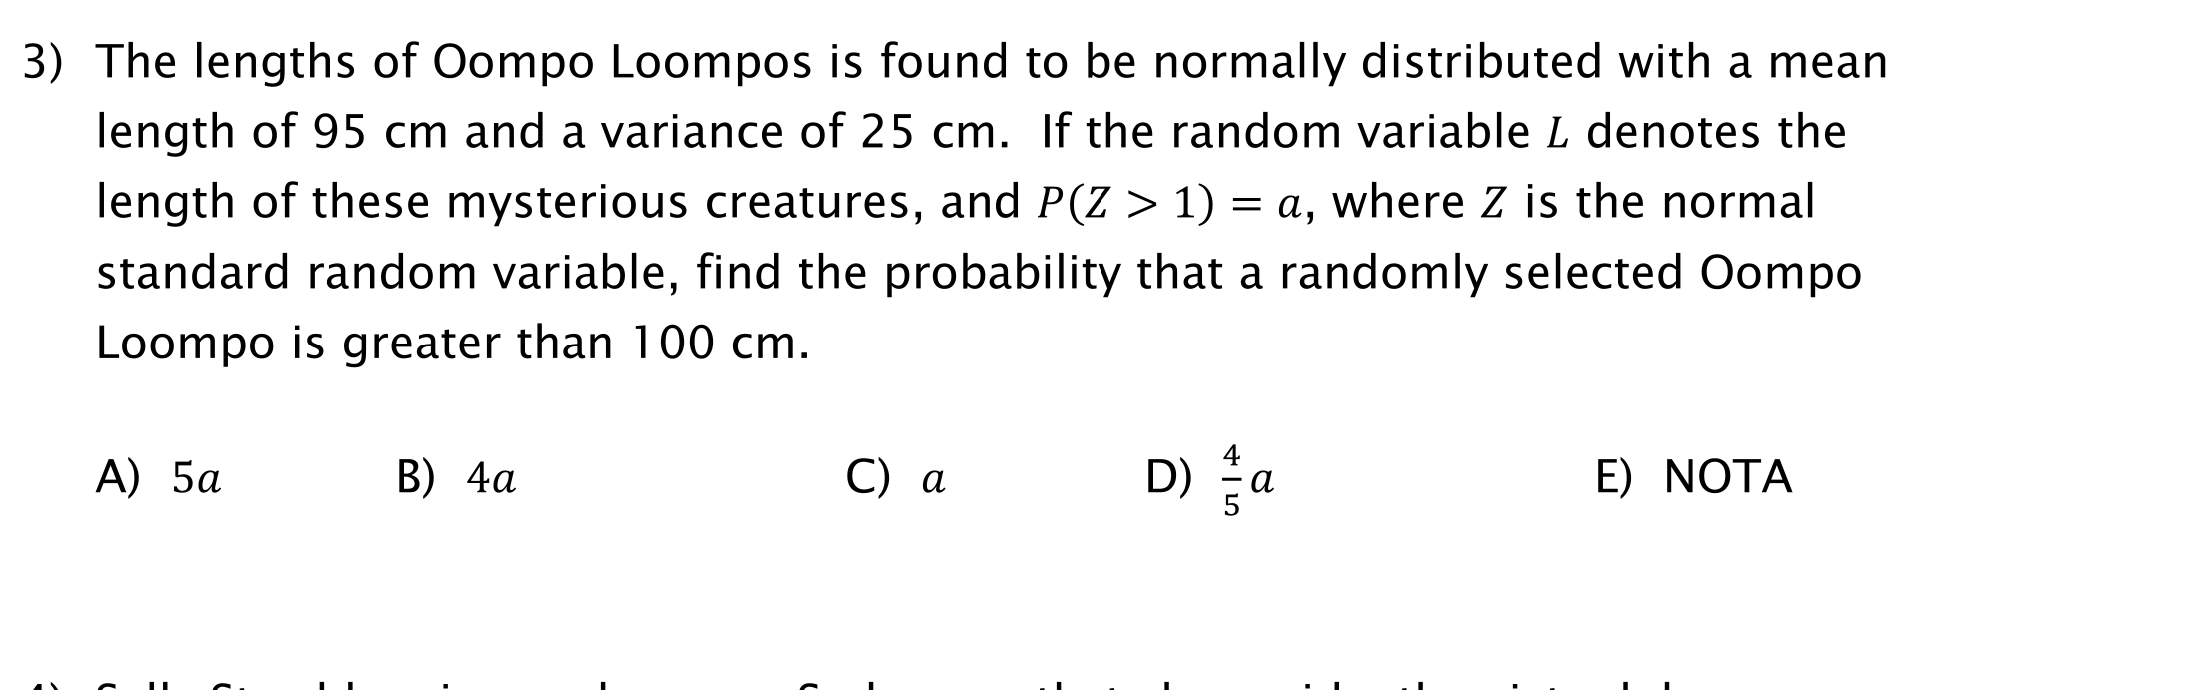 3) The lengths of Oompo Loompos is found to be normally distributed with a mean
length of 95 cm and a variance of 25 cm. If the random variable L denotes the
length of these mysterious creatures, and P(Z > 1) = a, where Z is the normal
standard random variable, find the probability that a randomly selected Oompo
Loompo is greater than 100 cm.
A) 5a B) 4a C) a D) 4/5 a E) NOTA